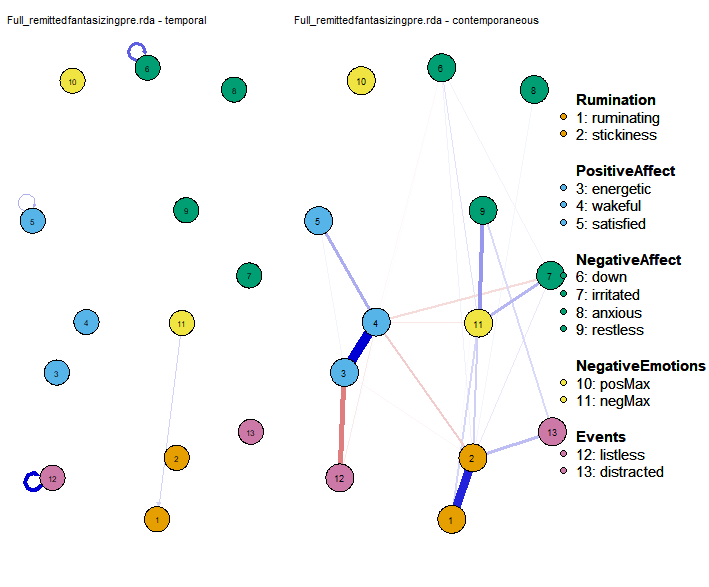 Full_remittedfantasizingpre.rda - temporal
Full_remittedfantasizingpre.rda - contemporaneous
6
10
8
5
9
7
4
11
3
13
2
12
1
6
10
8
5
9
7
4
11
3
13
2
12
1
Rumination
1: ruminating
2: stickiness
PositiveAffect
3: energetic
4: wakeful
5: satisfied
NegativeAffect
6: down
7: irritated
8: anxious
9: restless
NegativeEmotions
10: posMax
11: negMax
Events
12: listless
13: distracted